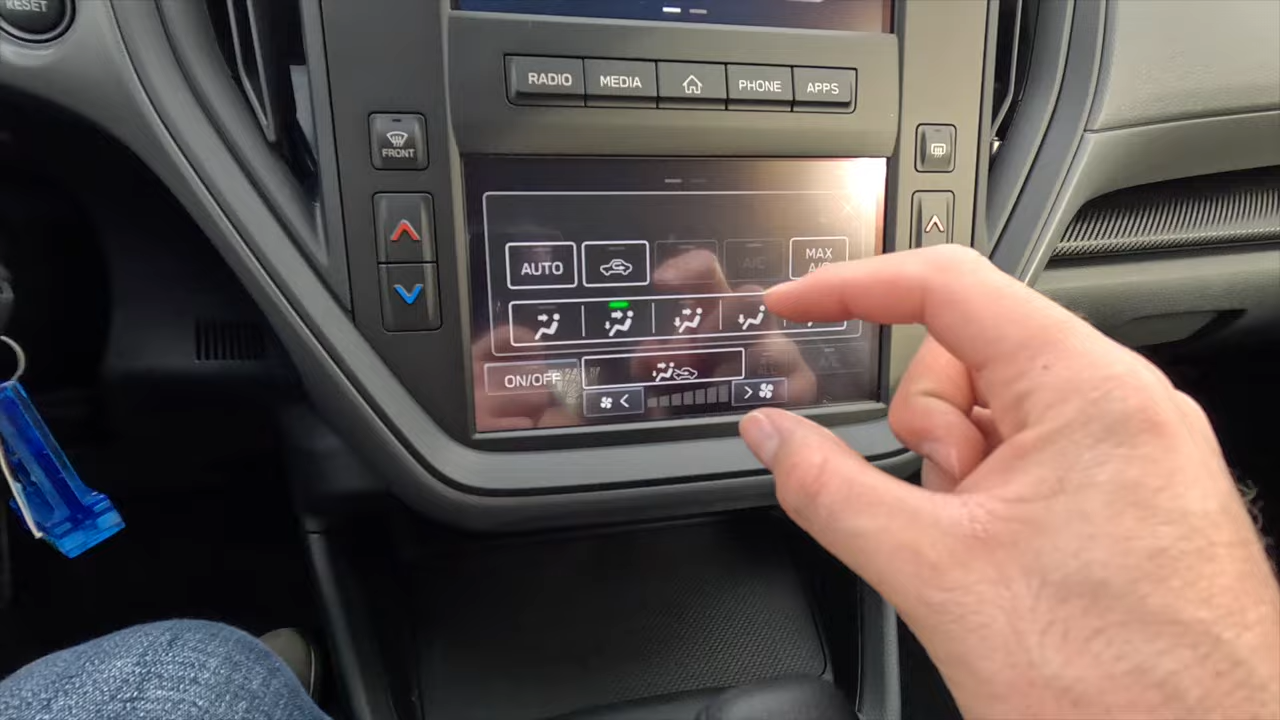 RESET
RADIO MEDIA PHONE APPS
FRONT
AUTO A/C MAX
A/C
ON/OFF